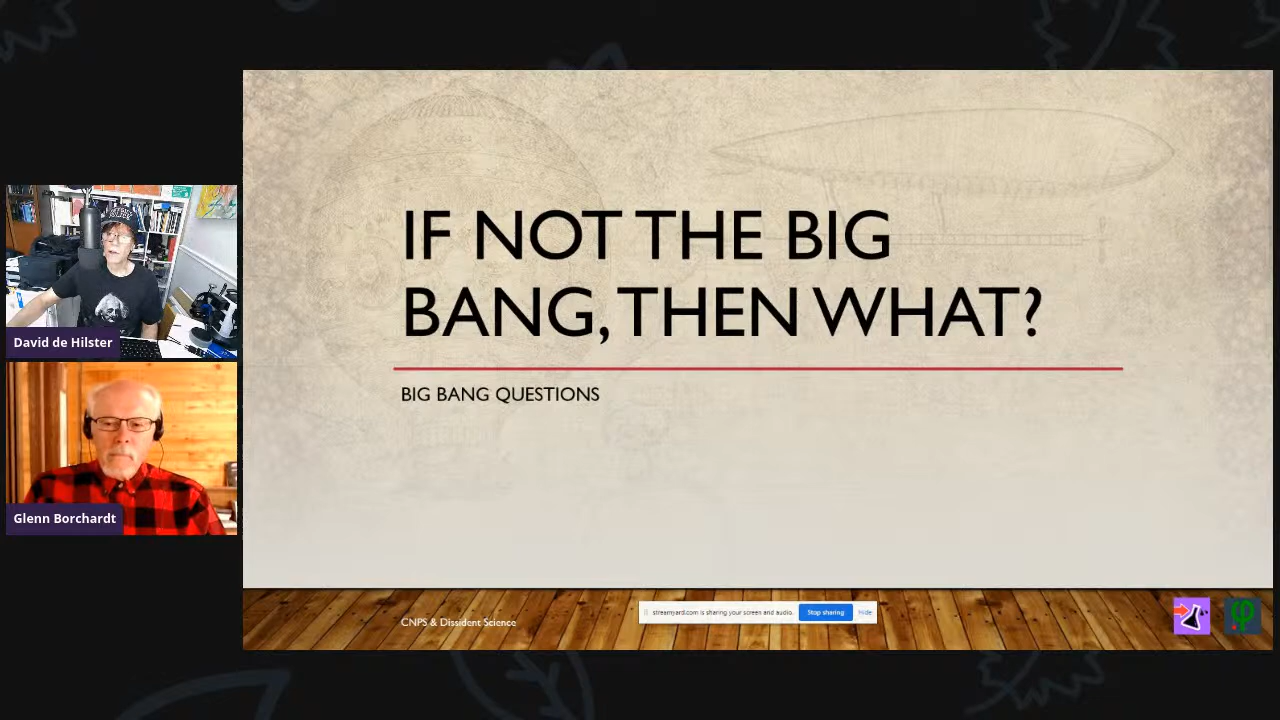 IF NOT THE BIG
BANG, THEN WHAT?
BIG BANG QUESTIONS
David de Hilster
Glenn Borchardt
CNPS & Dissident Science
streamyard.com is sharing your screen and audio.
Stop sharing
Hide